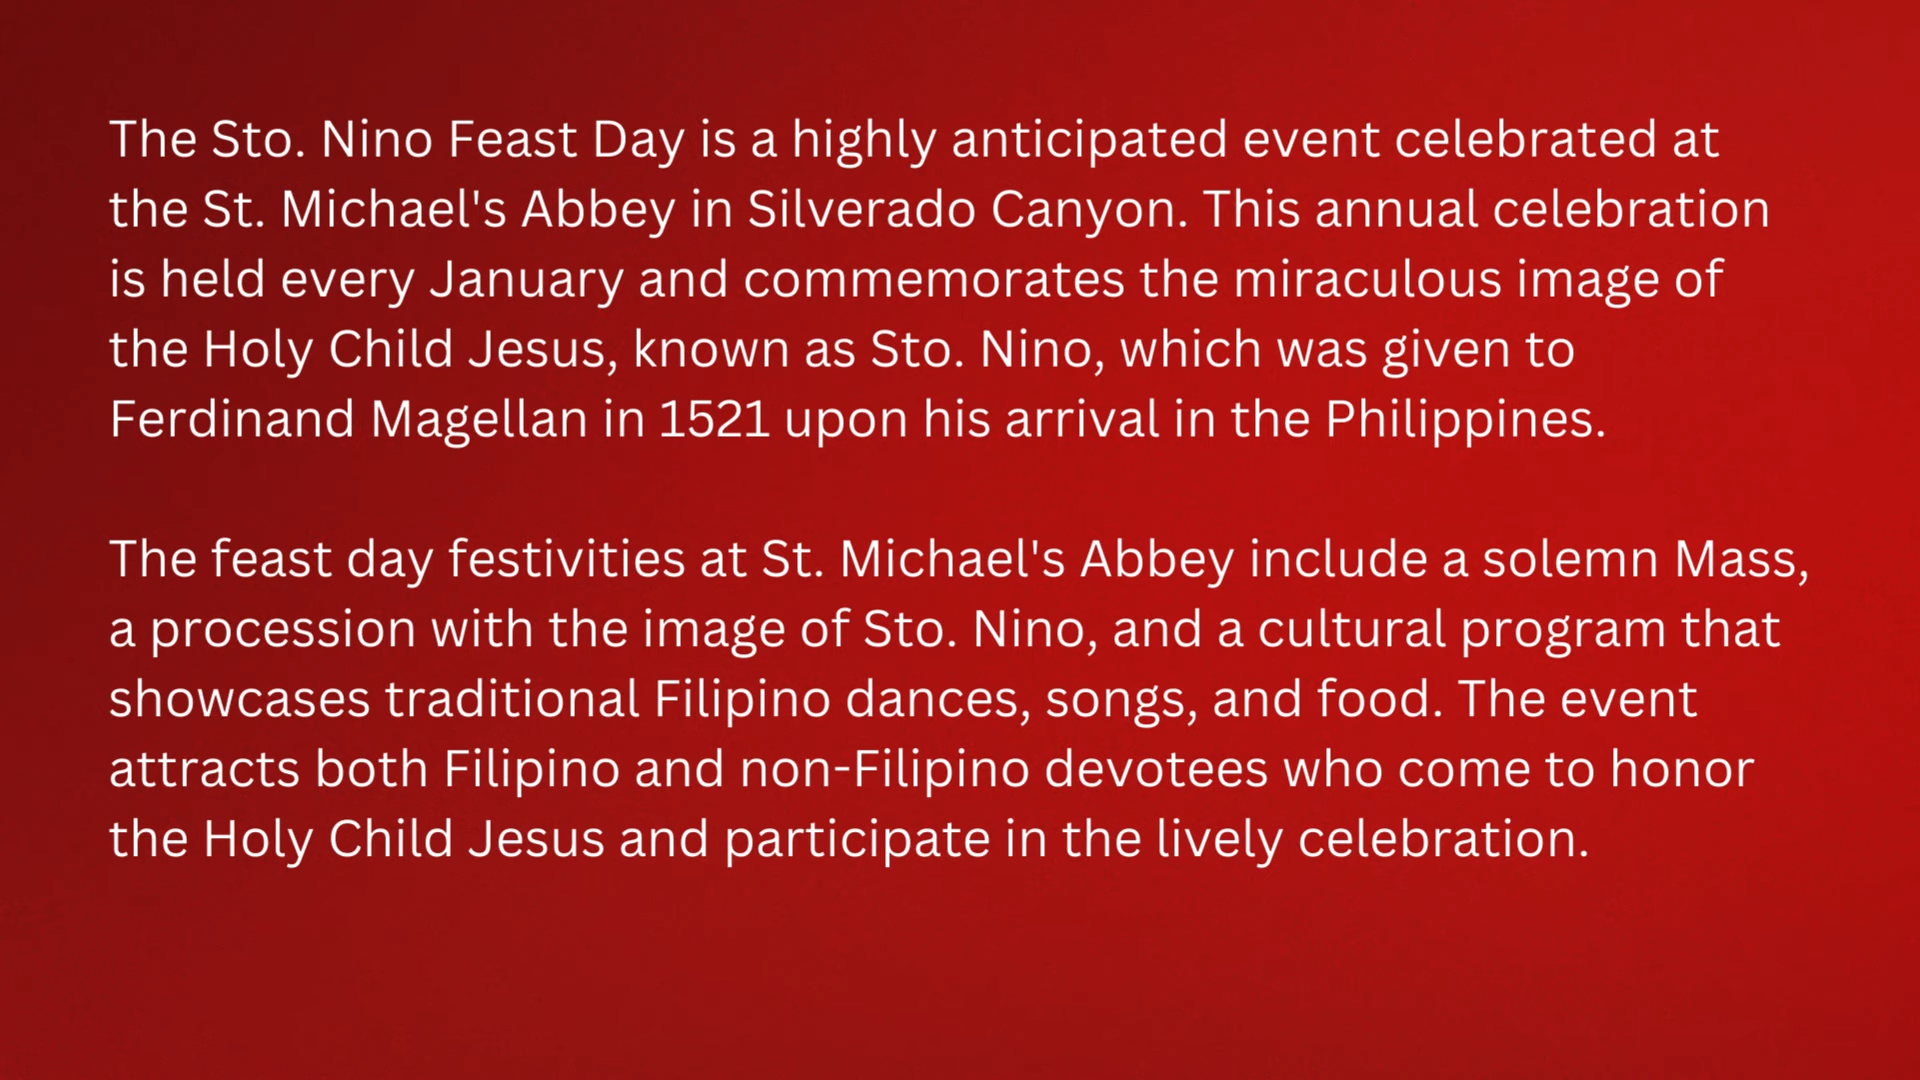 The Sto. Nino Feast Day is a highly anticipated event celebrated at
the St. Michael's Abbey in Silverado Canyon. This annual celebration
is held every January and commemorates the miraculous image of
the Holy Child Jesus, known as Sto. Nino, which was given to
Ferdinand Magellan in 1521 upon his arrival in the Philippines.
The feast day festivities at St. Michael's Abbey include a solemn Mass,
a procession with the image of Sto. Nino, and a cultural program that
showcases traditional Filipino dances, songs, and food. The event
attracts both Filipino and non-Filipino devotees who come to honor
the Holy Child Jesus and participate in the lively celebration.